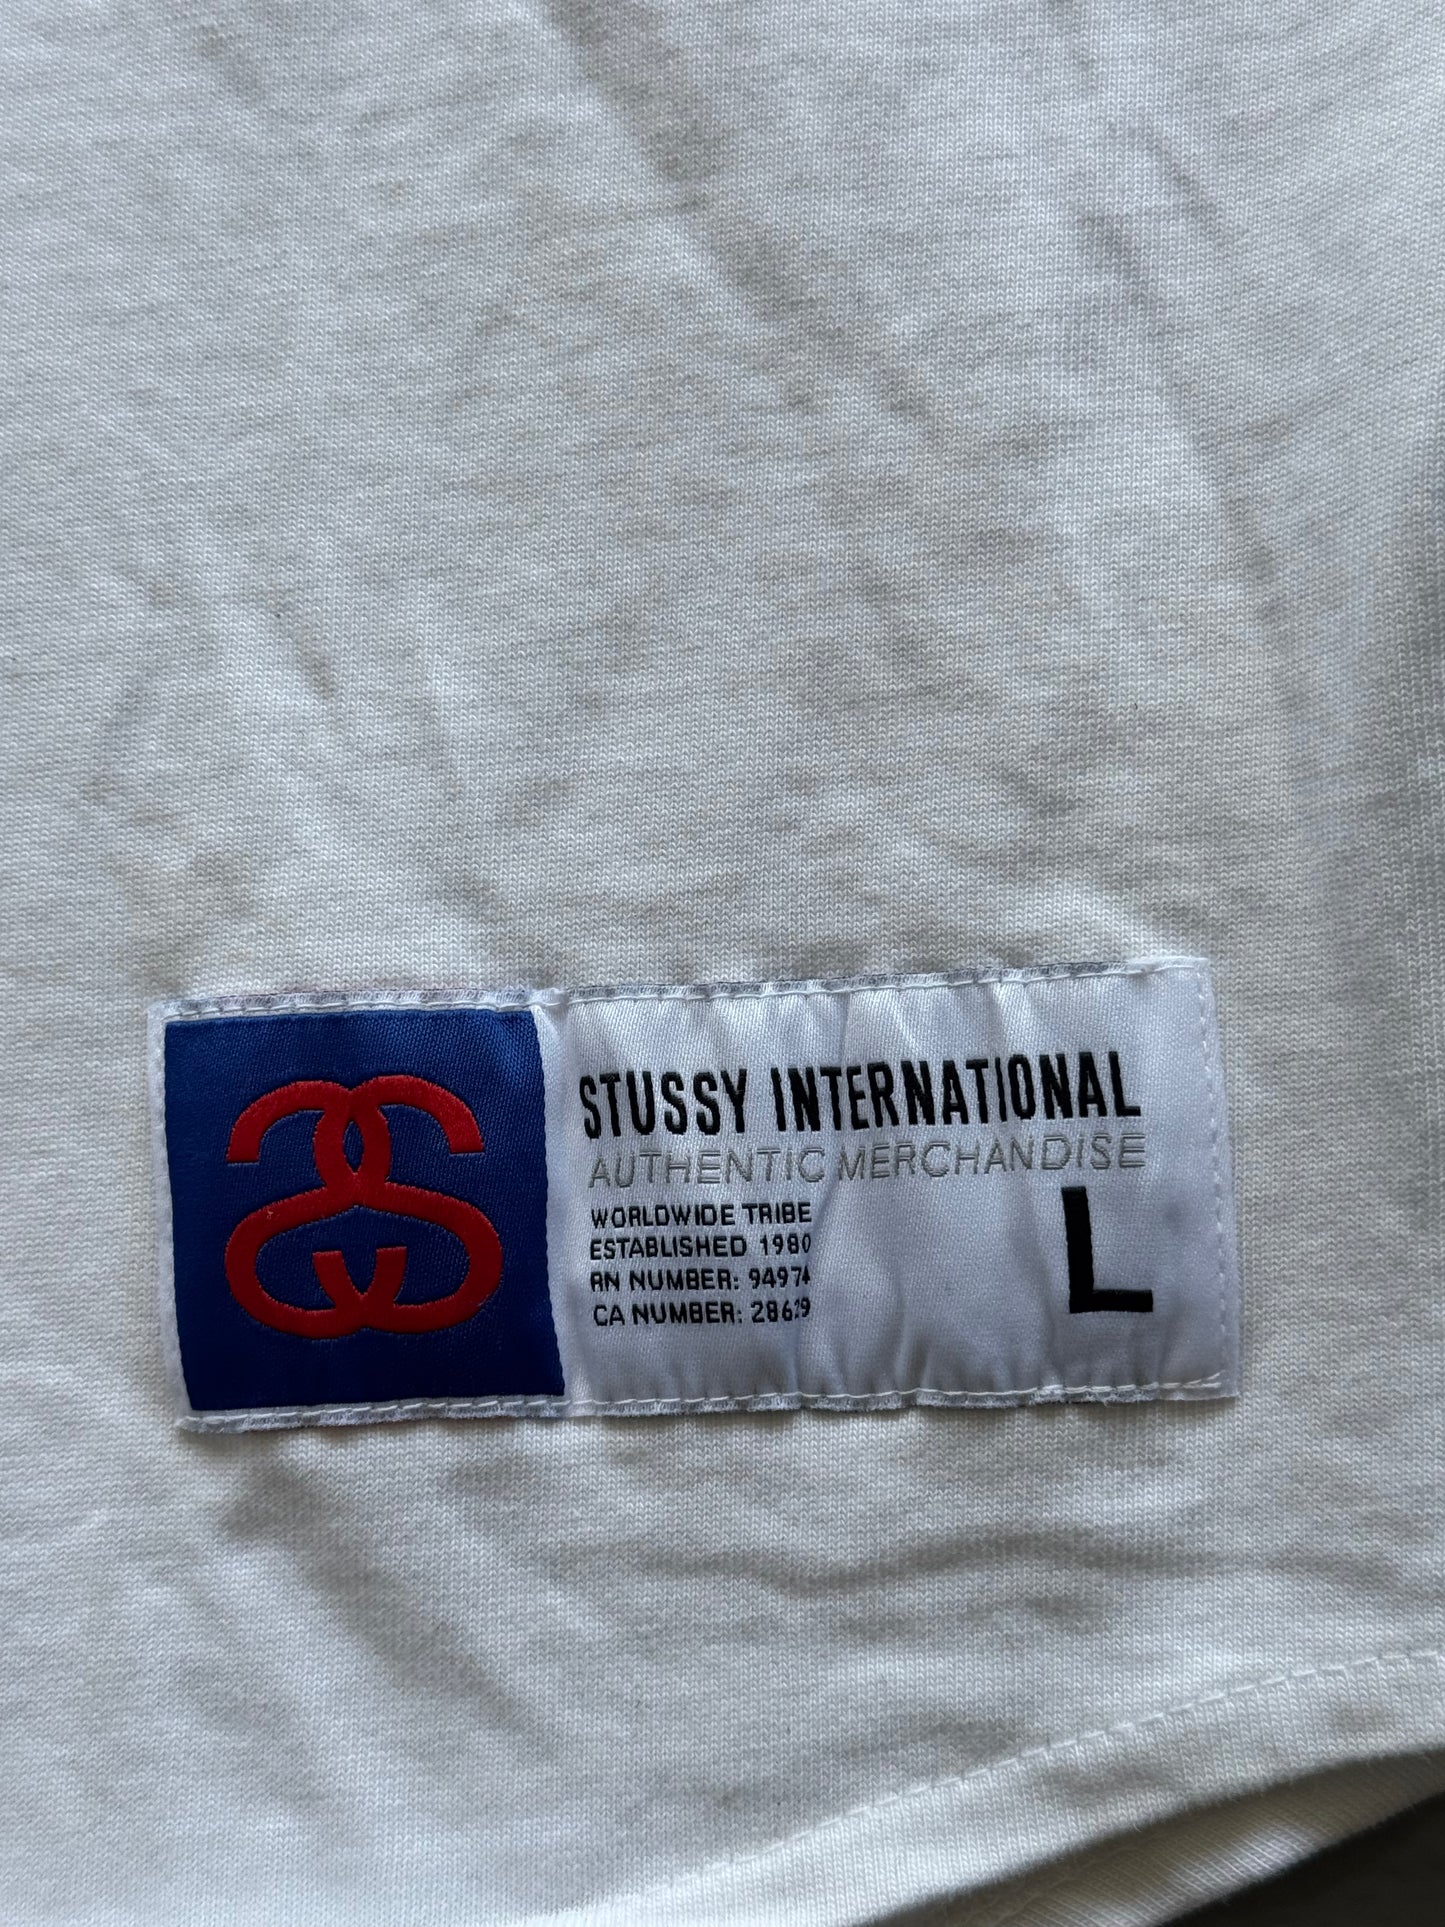 STUSSY INTERNATIONAL
AUTHENTIC MERCHANDISE
WORLDWIDE TRIBE
ESTABLISHED 1980
RN NUMBER: 94974
CA NUMBER: 28629
L